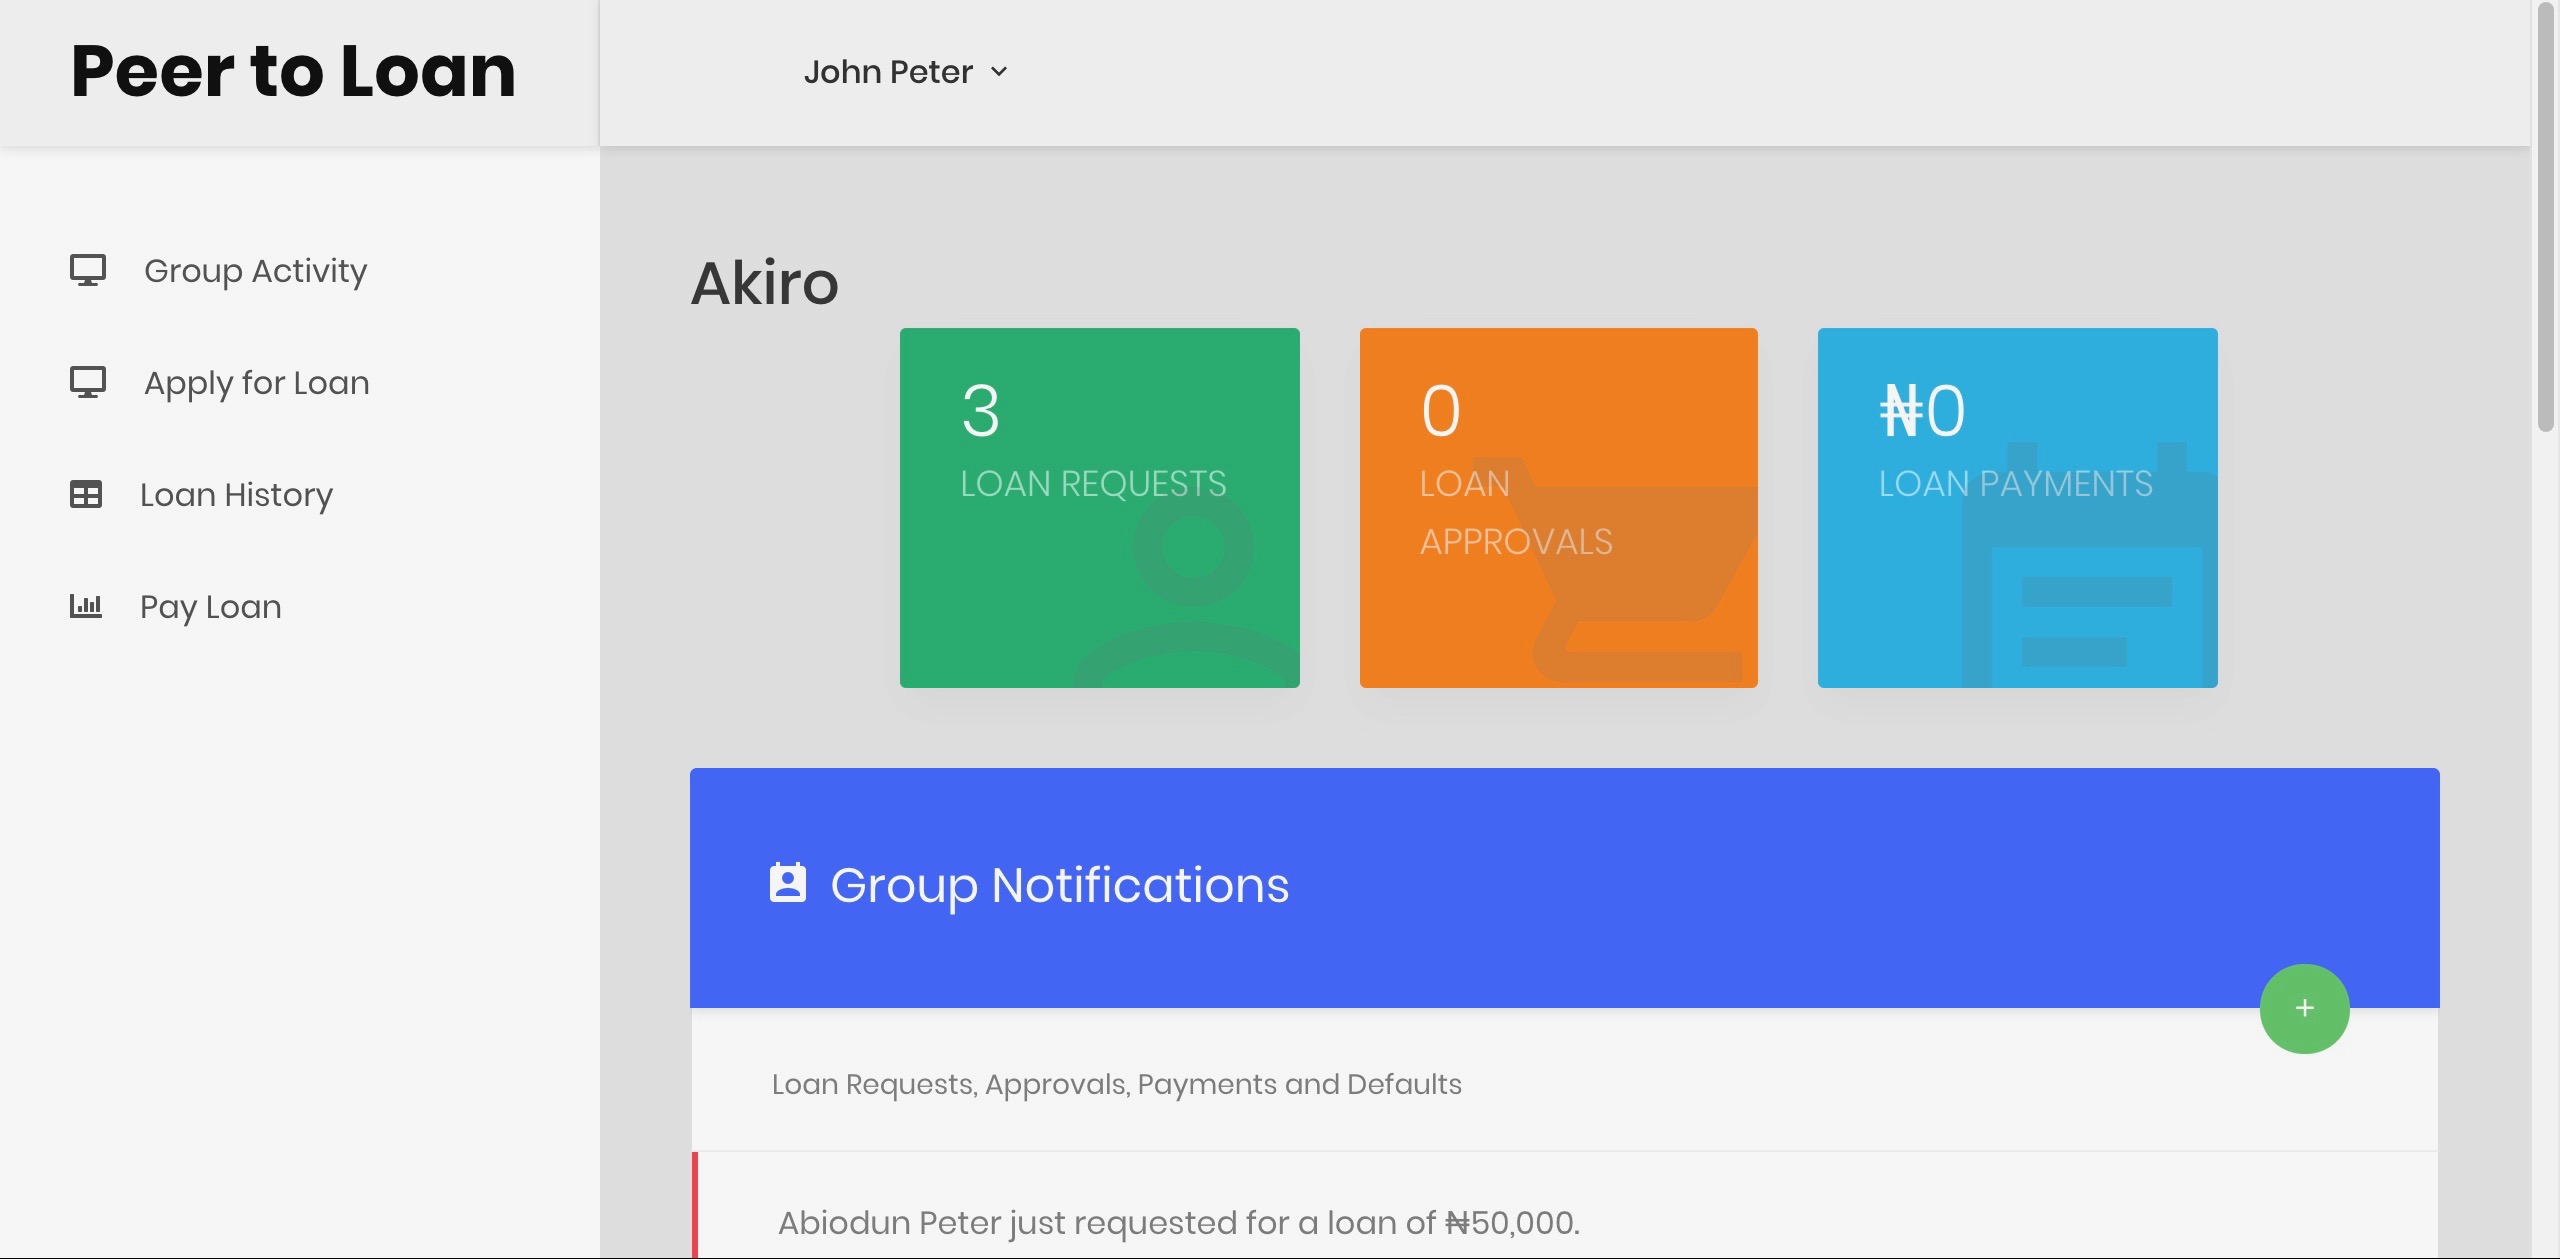 Peer to Loan
John Peter
Group Activity
Apply for Loan
Loan History
Pay Loan
Akiro
3
LOAN REQUESTS
0
LOAN
APPROVALS
₦0
LOAN PAYMENTS
Group Notifications
+
Loan Requests, Approvals, Payments and Defaults
Abiodun Peter just requested for a loan of ₦50,000.